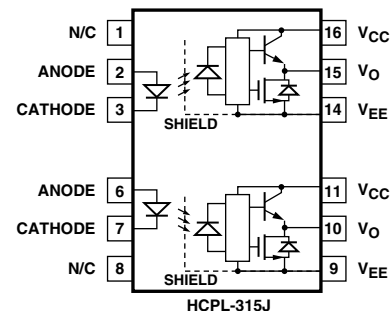 N/C 1 16 VCC
ANODE 2 15 VO
CATHODE 3 14 VEE
SHIELD
ANODE 6 11 VCC
CATHODE 7 10 VO
N/C 8 9 VEE
SHIELD
HCPL-315J